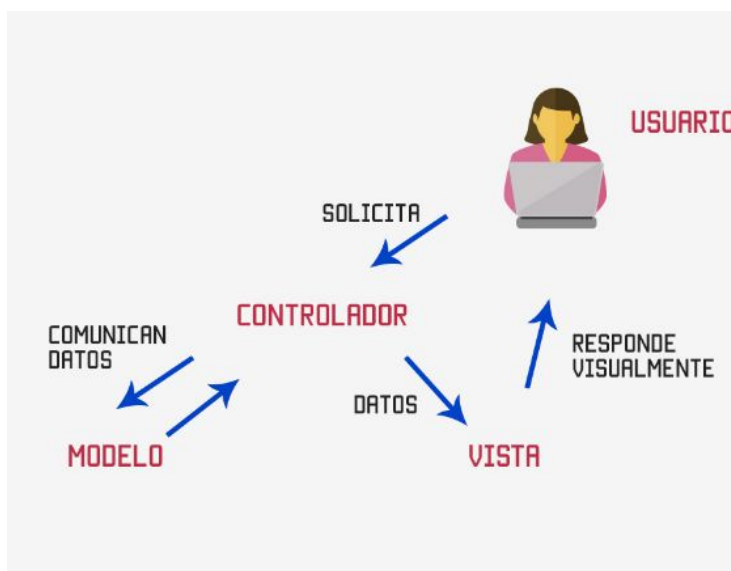 USUARIO
SOLICITA
CONTROLADOR
COMUNICAN
DATOS
RESPONDE
VISUALMENTE
DATOS
MODELO
VISTA